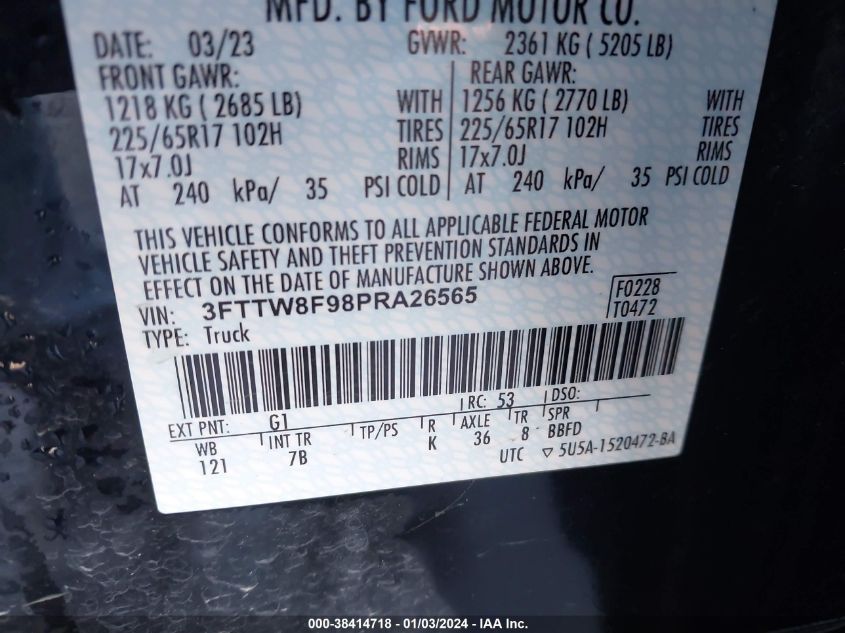 MFD. BY FORD MOTOR CO.
DATE: 03/23 GVWR: 2361 KG ( 5205 LB)
FRONT GAWR: REAR GAWR:
1218 KG ( 2685 LB) WITH 1256 KG ( 2770 LB) WITH
225/65R17 102H TIRES 225/65R17 102H TIRES
17x7.0J RIMS 17x7.0J RIMS
AT 240 kPa/ 35 PSI COLD AT 240 kPa/ 35 PSI COLD
THIS VEHICLE CONFORMS TO ALL APPLICABLE FEDERAL MOTOR
VEHICLE SAFETY AND THEFT PREVENTION STANDARDS IN
EFFECT ON THE DATE OF MANUFACTURE SHOWN ABOVE.
VIN: 3FTTW8F98PRA26565 F0228
TYPE: Truck T0472
EXT PNT: G1 RC: 53 DSO:
WB INT TR TP/PS R AXLE TR SPR
121 7B K 36 8 BBFD
UTC ▽ 5U5A-1520472-BA
000-38414718 - 01/03/2024 - IAA Inc.